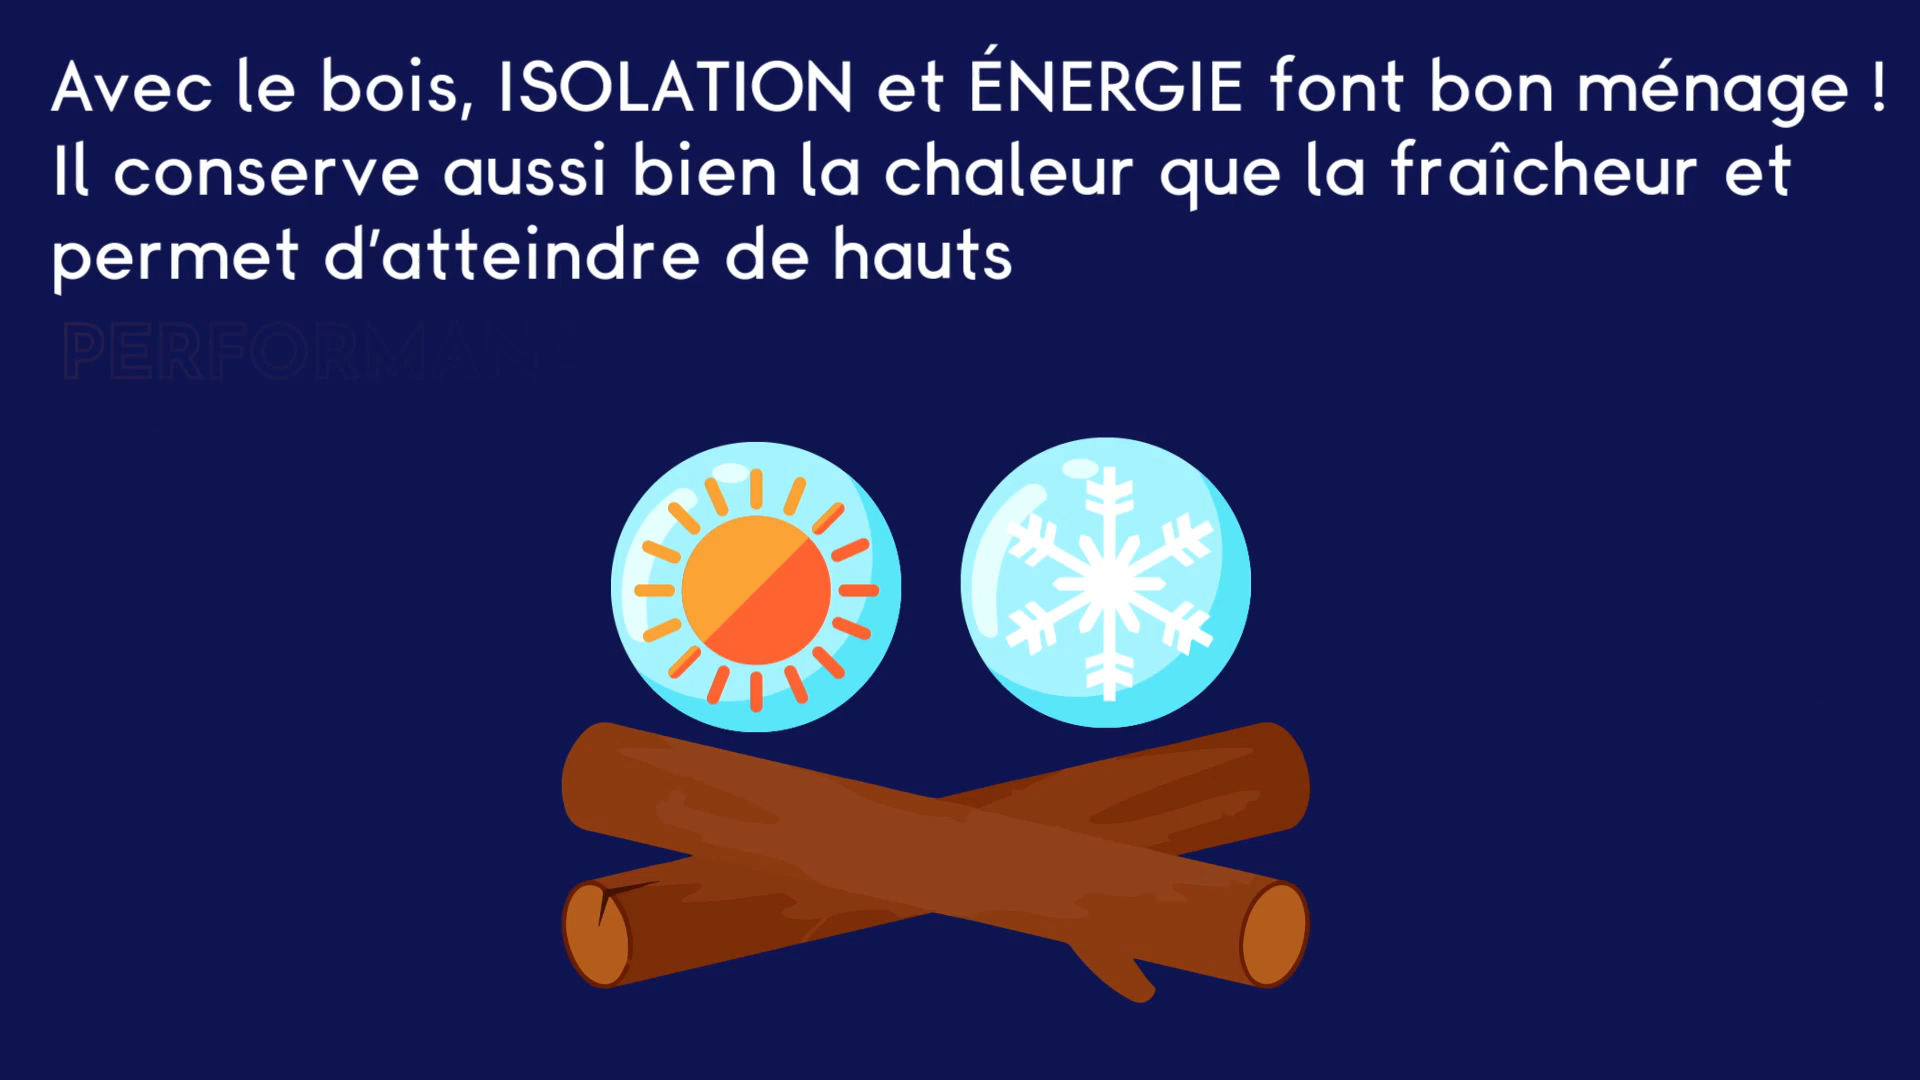 Avec le bois, ISOLATION et ÉNERGIE font bon ménage !
Il conserve aussi bien la chaleur que la fraîcheur et
permet d'atteindre de hauts